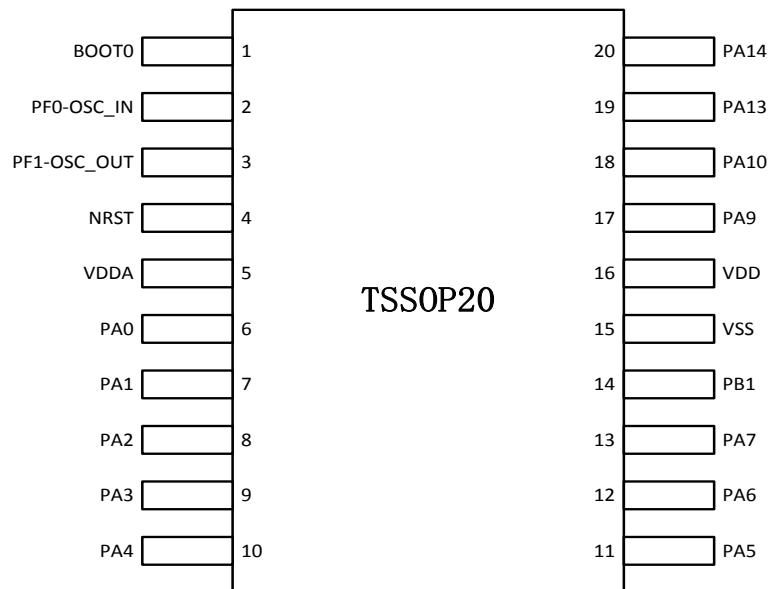 BOOT0 1 20 PA14
PF0-OSC_IN 2 19 PA13
PF1-OSC_OUT 3 18 PA10
NRST 4 17 PA9
VDDA 5 16 VDD
TSSOP20
PA0 6 15 VSS
PA1 7 14 PB1
PA2 8 13 PA7
PA3 9 12 PA6
PA4 10 11 PA5